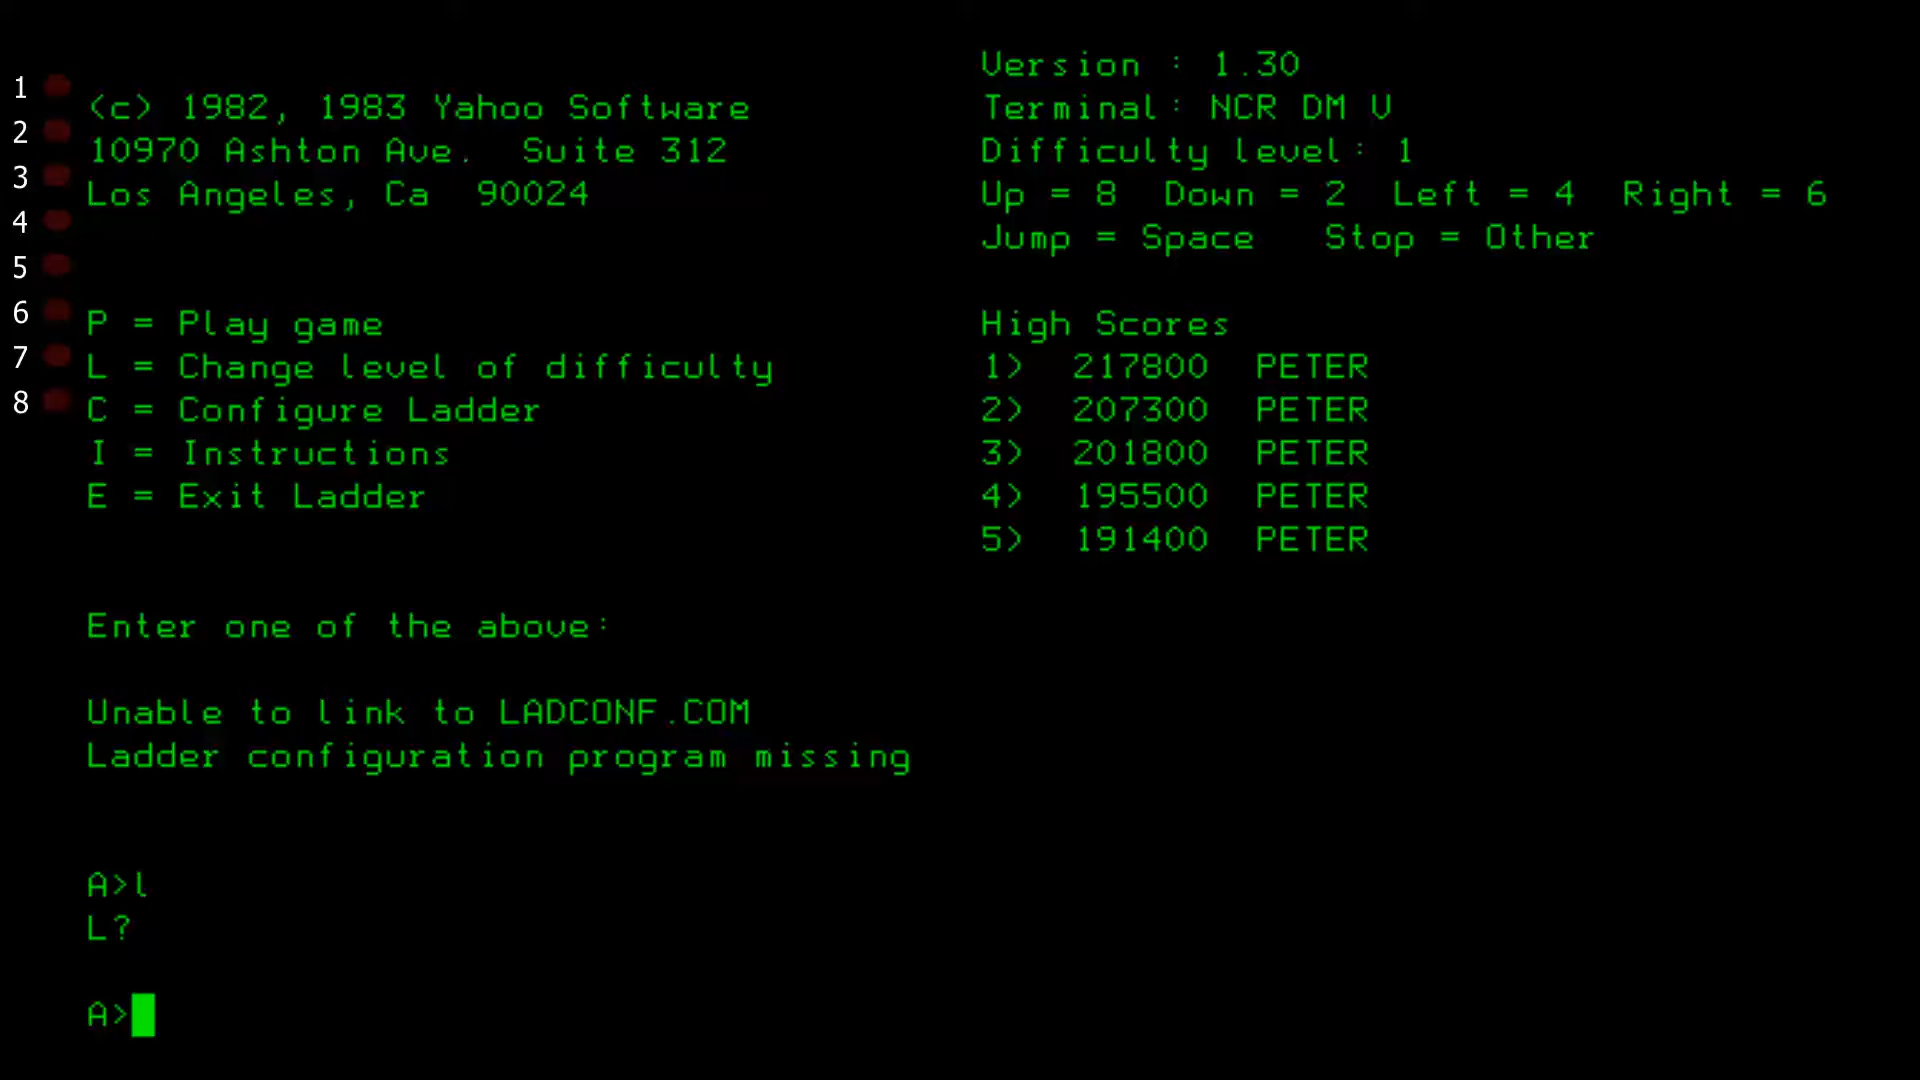 1
2
3
4
5
6
7
8
(c) 1982, 1983 Yahoo Software
10970 Ashton Ave.  Suite 312
Los Angeles, Ca  90024
P = Play game
L = Change level of difficulty
C = Configure Ladder
I = Instructions
E = Exit Ladder
Version : 1.30
Terminal: NCR DM V
Difficulty level: 1
Up = 8  Down = 2  Left = 4  Right = 6
Jump = Space   Stop = Other
High Scores
1)  217800  PETER
2)  207300  PETER
3)  201800  PETER
4)  195500  PETER
5)  191400  PETER
Enter one of the above:
Unable to link to LADCONF.COM
Ladder configuration program missing
A>l
L?
A>